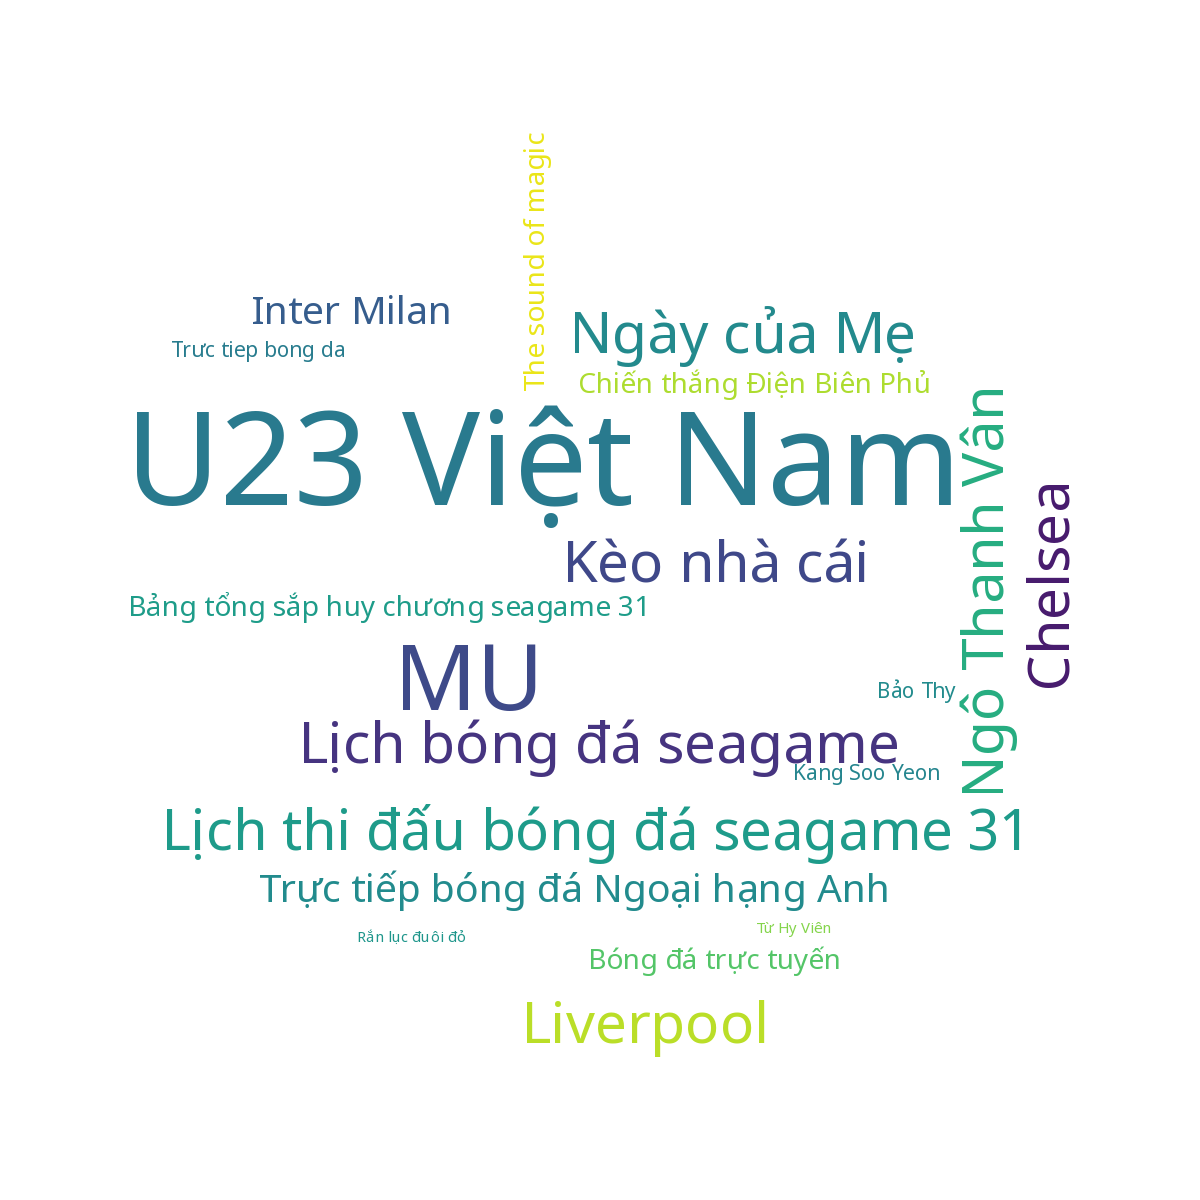 The sound of magic
Inter Milan
Ngày của Mẹ
Trưc tiep bong da
Chiến thắng Điện Biên Phủ
U23 Việt Nam
Ngô Thanh Vân
Chelsea
Kèo nhà cái
Bảng tổng sắp huy chương seagame 31
MU
Bảo Thy
Lịch bóng đá seagame
Kang Soo Yeon
Lịch thi đấu bóng đá seagame 31
Trực tiếp bóng đá Ngoại hạng Anh
Từ Hy Viên
Rắn lục đuôi đỏ
Bóng đá trực tuyến
Liverpool